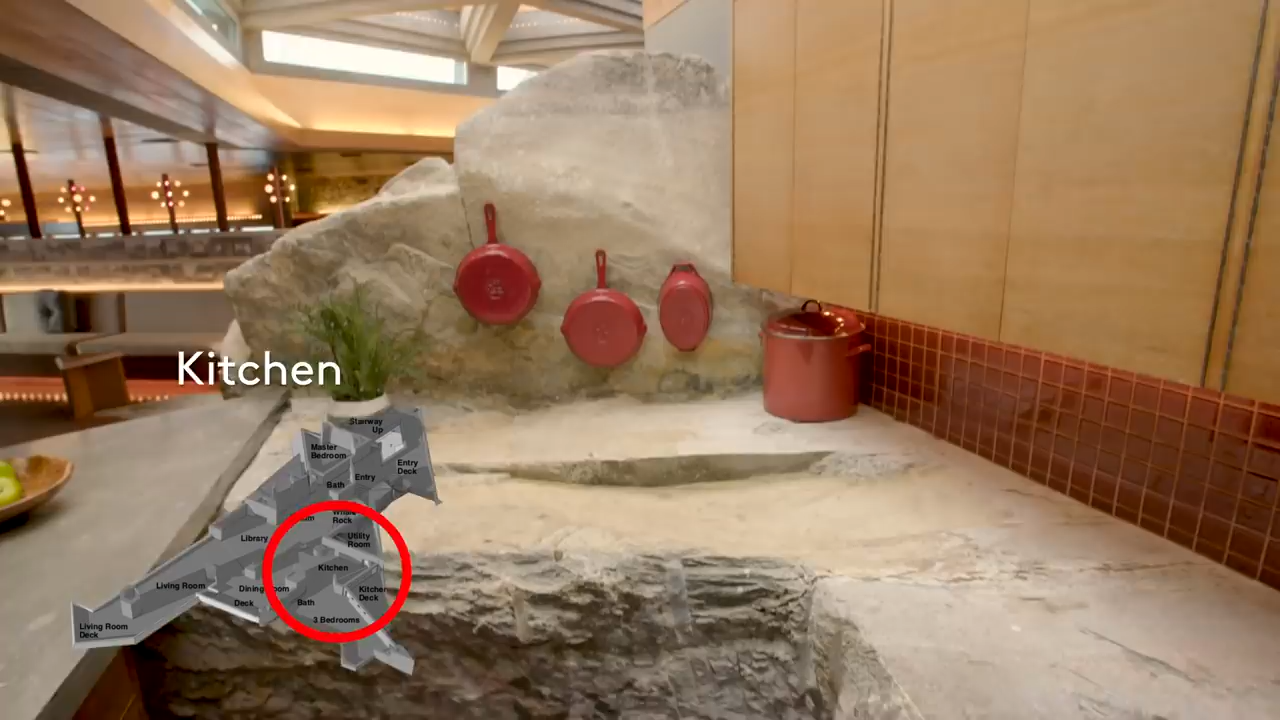 Kitchen
Stairway
Up
Master
Bedroom
Entry
Deck
Entry
Bath
Rock
Library
Utility
Room
Kitchen
Living Room
Dining
Kitchen
Deck
Deck
Bath
3 Bedrooms
Living Room
Deck